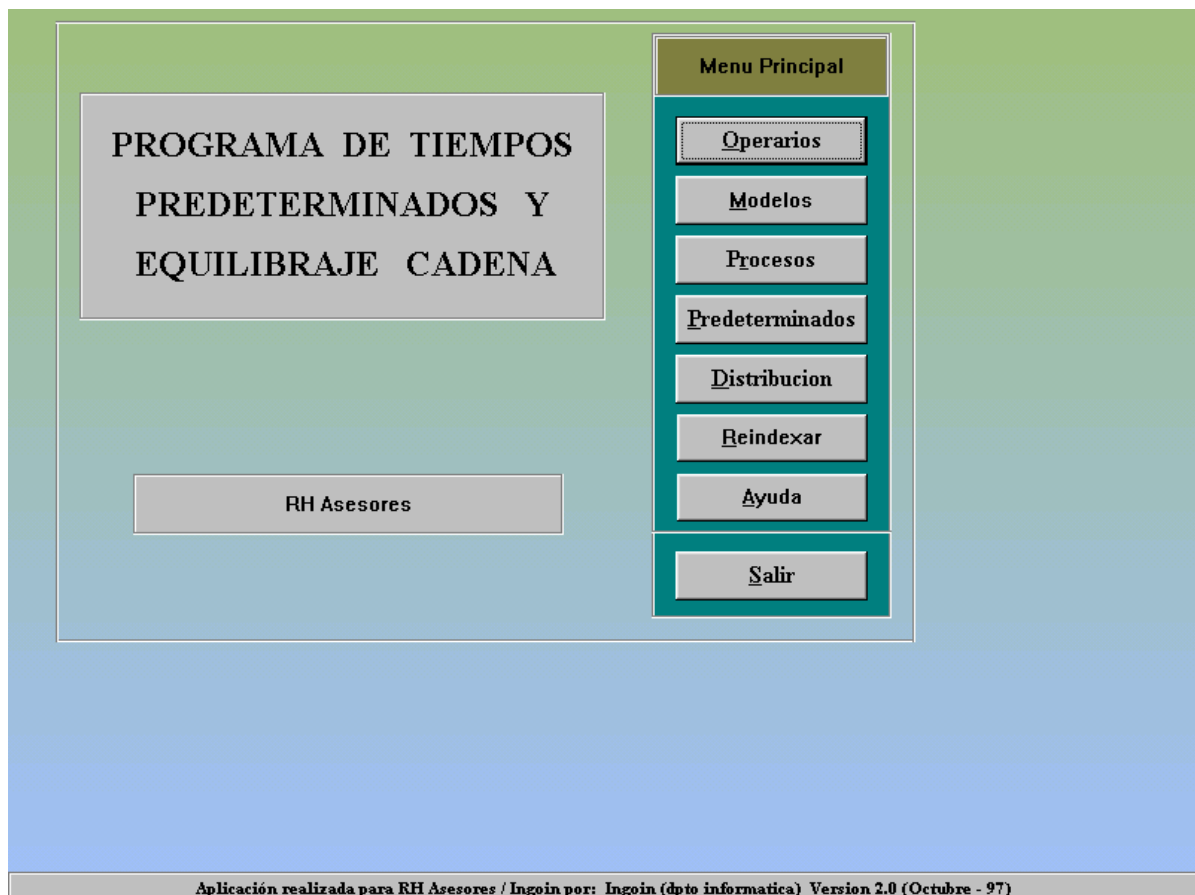 PROGRAMA DE TIEMPOS
PREDETERMINADOS Y
EQUILIBRAJE CADENA
RH Asesores
Menu Principal
Operarios
Modelos
Procesos
Predeterminados
Distribucion
Reindexar
Ayuda
Salir
Aplicación realizada para RH Asesores / Ingoin por: Ingoin (dpto informatica) Version 2.0 (Octubre - 97)